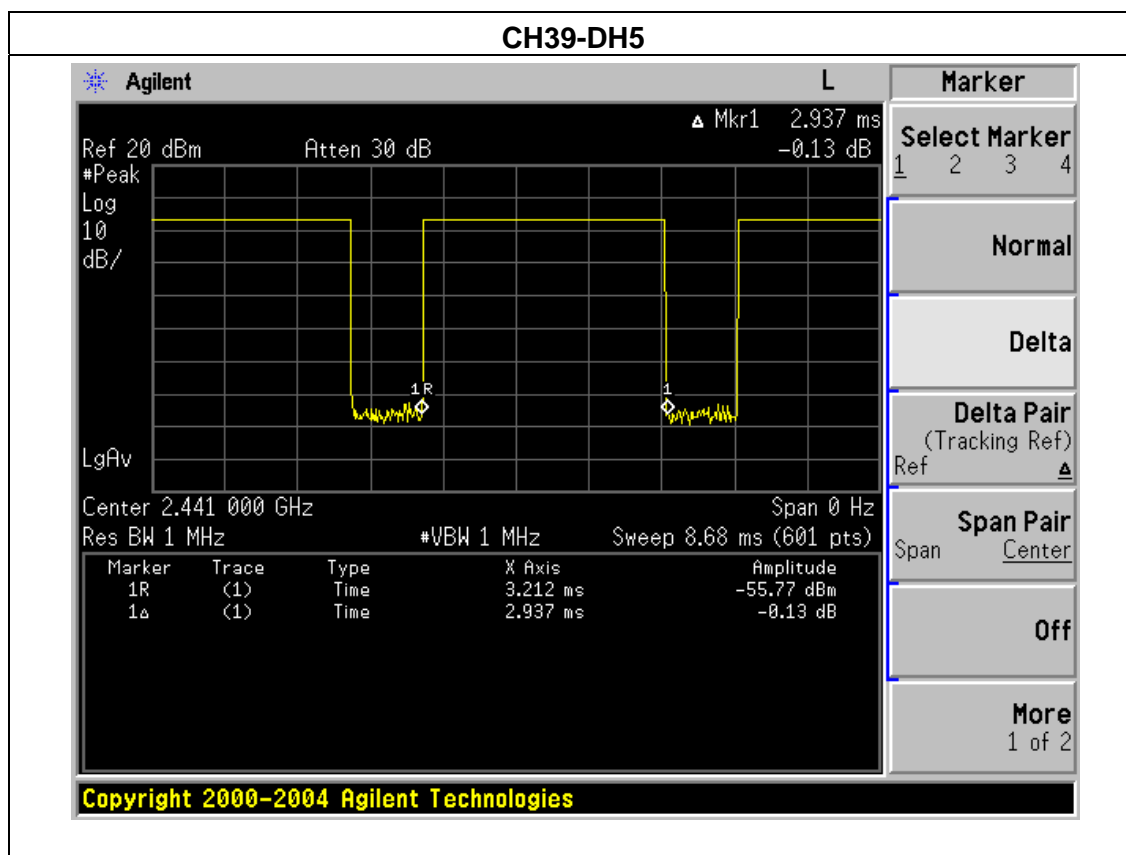 CH39-DH5
Agilent L
Δ Mkr1 2.937 ms
Ref 20 dBm Atten 30 dB -0.13 dB
#Peak
Log
10
dB/
1R
1
LgAv
Center 2.441 000 GHz Span 0 Hz
Res BW 1 MHz #VBW 1 MHz Sweep 8.68 ms (601 pts)
Marker Trace Type X Axis Amplitude
1R (1) Time 3.212 ms -55.77 dBm
1Δ (1) Time 2.937 ms -0.13 dB
Marker
Select Marker
1 2 3 4
Normal
Delta
Delta Pair
(Tracking Ref)
Ref Δ
Span Pair
Span Center
Off
More
1 of 2
Copyright 2000-2004 Agilent Technologies